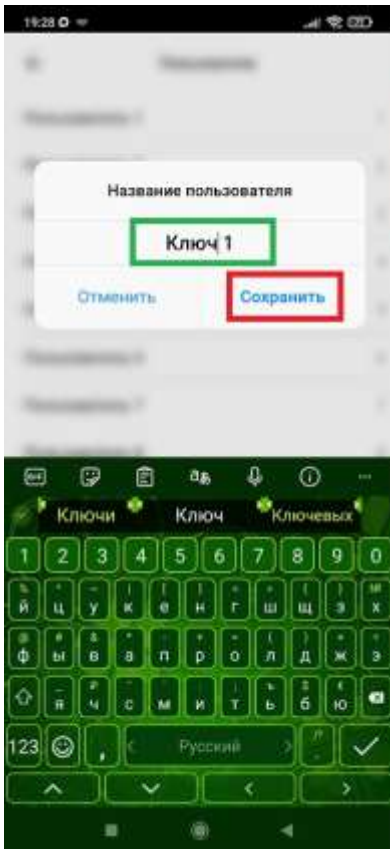 19:28
Название пользователя
Ключ 1
Отменить
Сохранить
Ключи Ключ Ключевых
1 2 3 4 5 6 7 8 9 0
й ц у к е н г ш щ з х
ф ы в а п р о л д ж э
я ч с м и т ь б ю
123 , Русский .